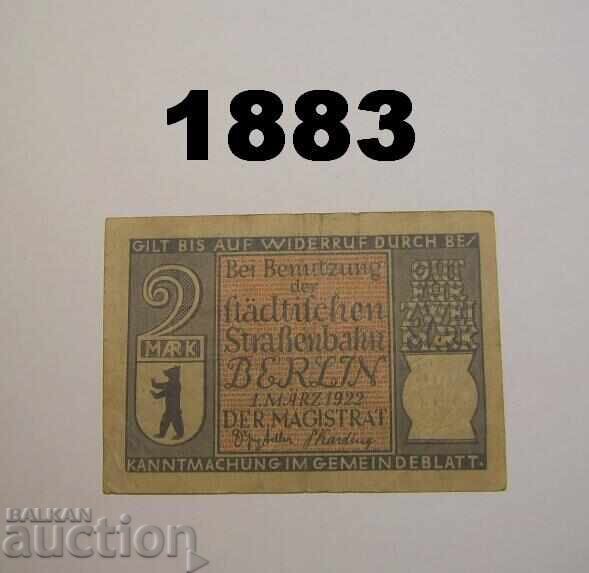 1883
GILT BIS AUF WIDERRUF DURCH BE/
2
MARK
Bei Benutzung
der
städtischen
Straßenbahn
BERLIN
1. MÄRZ 1922
DER MAGISTRAT
GUT
FÜR
ZWEI
MARK
KANNTMACHUNG IM GEMEINDEBLATT.
BALKAN
auction